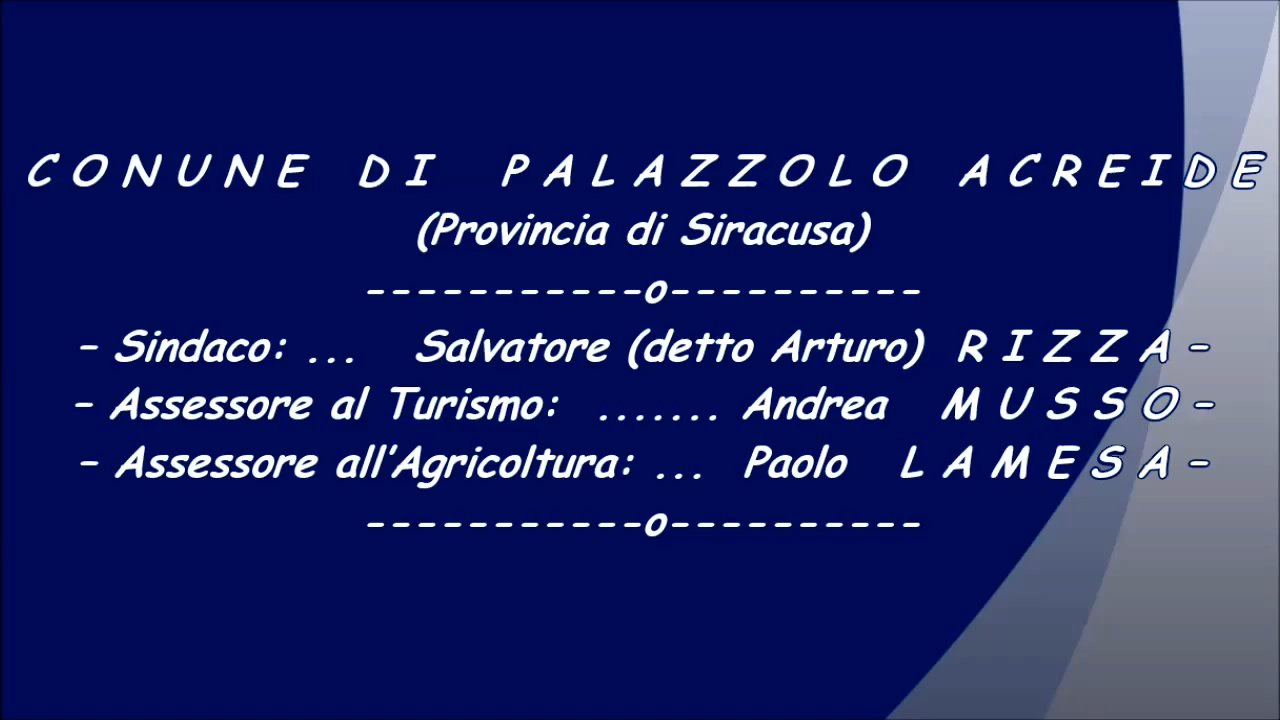 C O N U N E D I P A L A Z Z O L O A C R E I D E
(Provincia di Siracusa)
-----------o----------
- Sindaco: ... Salvatore (detto Arturo) R I Z Z A -
- Assessore al Turismo: ....... Andrea M U S S O -
- Assessore all'Agricoltura: ... Paolo L A M E S A -
-----------o----------